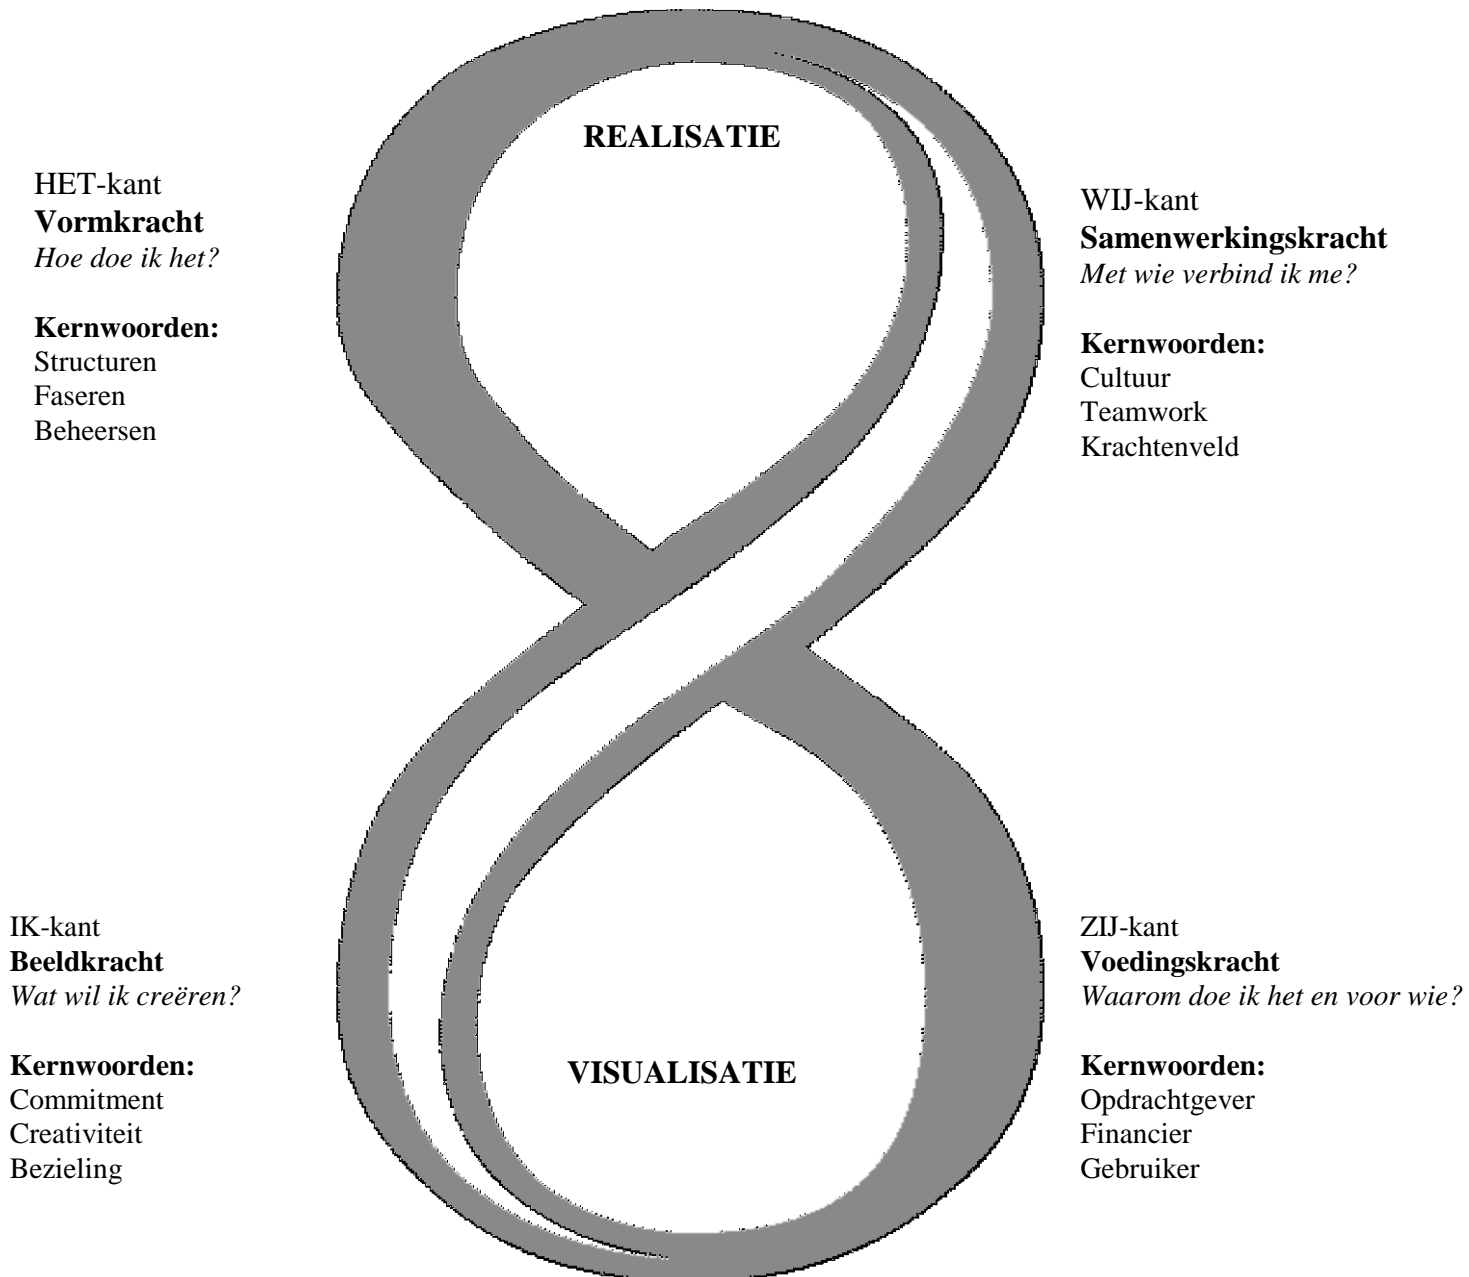 REALISATIE
HET-kant
Vormkracht
Hoe doe ik het?
Kernwoorden:
Structuren
Faseren
Beheersen
WIJ-kant
Samenwerkingskracht
Met wie verbind ik me?
Kernwoorden:
Cultuur
Teamwork
Krachtenveld
IK-kant
Beeldkracht
Wat wil ik creëren?
Kernwoorden:
Commitment
Creativiteit
Bezieling
VISUALISATIE
ZIJ-kant
Voedingskracht
Waarom doe ik het en voor wie?
Kernwoorden:
Opdrachtgever
Financier
Gebruiker